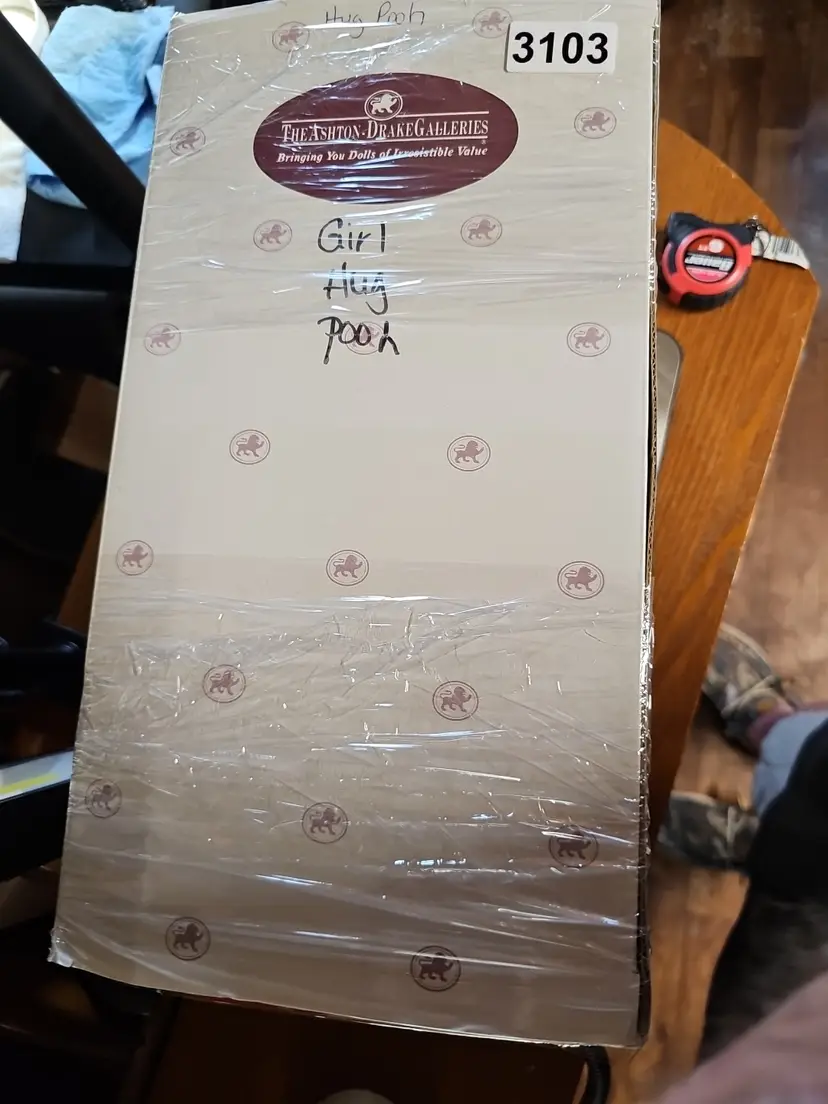 Hug Pooh
3103
THE ASHTON-DRAKE GALLERIES
Bringing You Dolls of Irresistible Value
Girl
Hug
Pooh